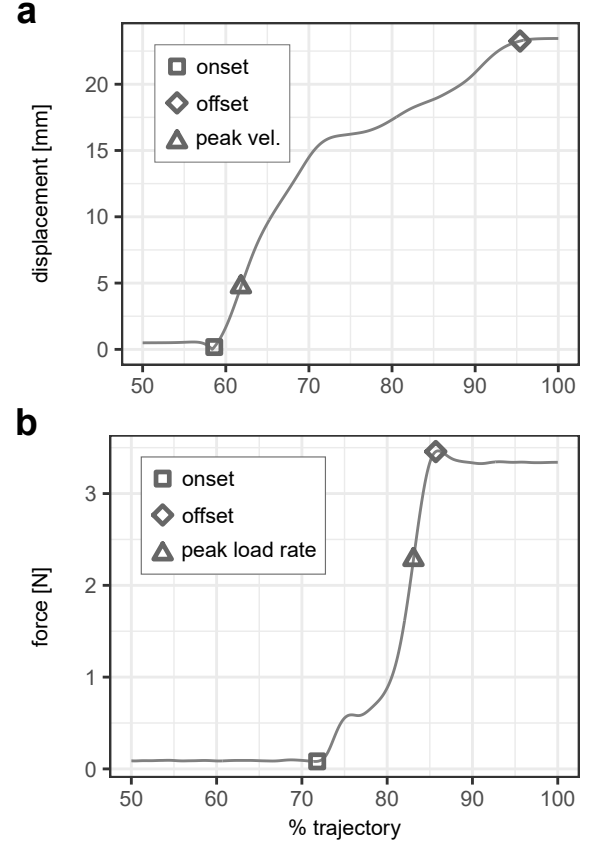 a
displacement [mm]
20
15
10
5
0
onset
offset
peak vel.
50 60 70 80 90 100
b
force [N]
3
2
1
0
onset
offset
peak load rate
50 60 70 80 90 100
% trajectory